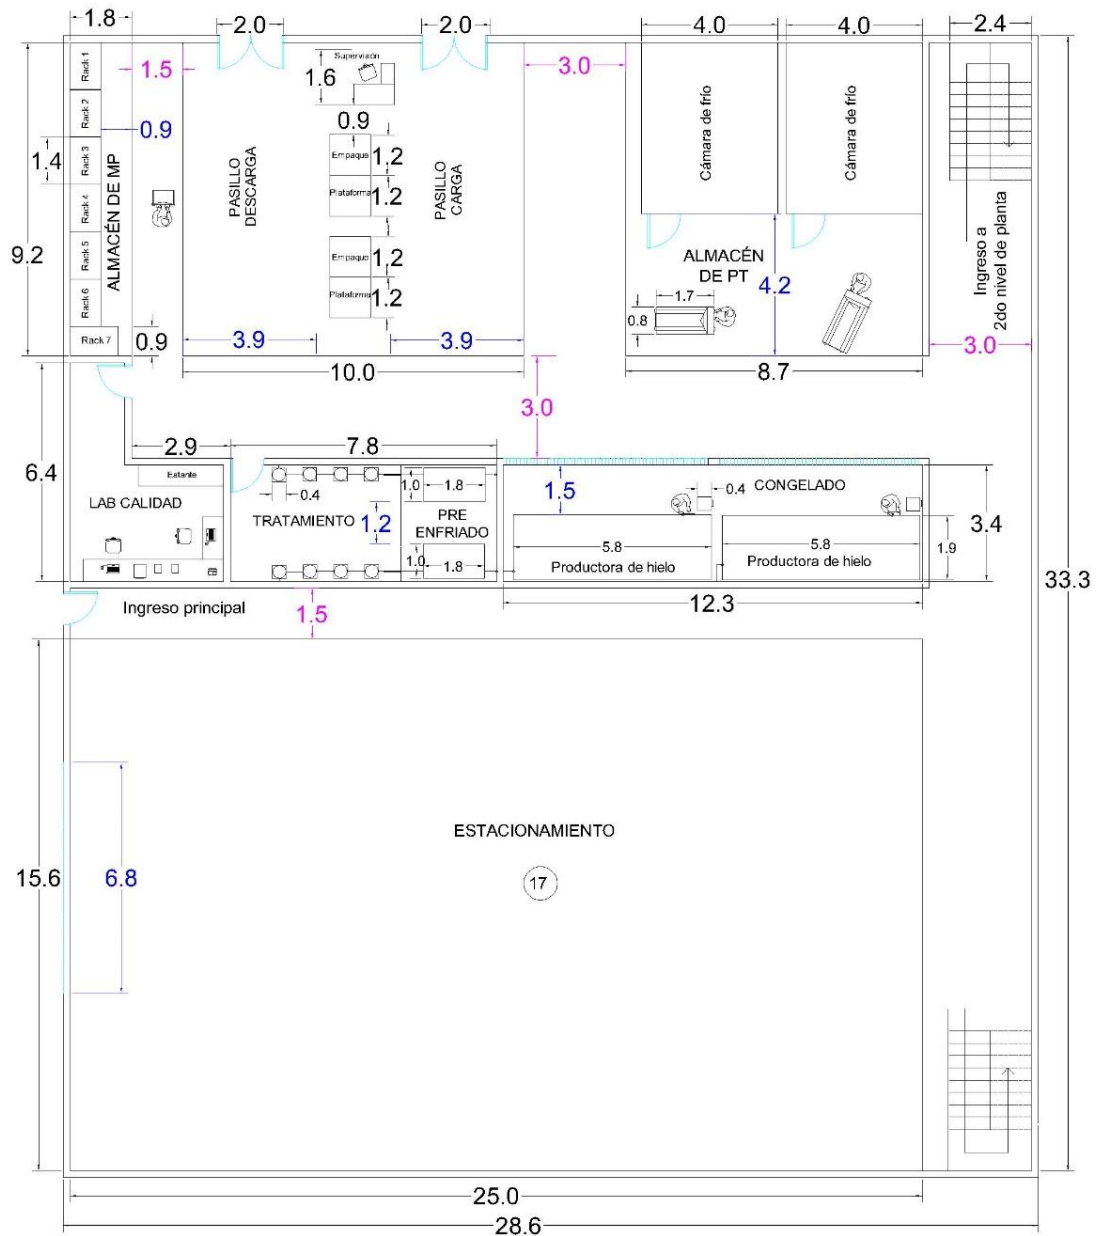 1.8
2.0
2.0
4.0
4.0
2.4
Rack 1
1.5
Supervisón
1.6
3.0
Rack 2
0.9
0.9
Cámara de frío
Cámara de frío
1.4
Rack 3
Empaque
1.2
ALMACÉN DE MP
PASILLO
DESCARGA
PASILLO
CARGA
Rack 4
Plataforma
1.2
9.2
Rack 5
Empaque
1.2
ALMACÉN
DE PT
4.2
Ingreso a
2do nivel de planta
Rack 6
Plataforma
1.2
1.7
0.8
Rack 7
0.9
3.9
3.9
3.0
10.0
8.7
3.0
2.9
7.8
6.4
Estante
0.4
1.0
1.8
1.5
0.4
CONGELADO
LAB CALIDAD
TRATAMIENTO
1.2
PRE
ENFRIADO
3.4
5.8
5.8
1.9
1.0
1.8
Productora de hielo
Productora de hielo
33.3
Ingreso principal
1.5
12.3
ESTACIONAMIENTO
15.6
6.8
17
25.0
28.6